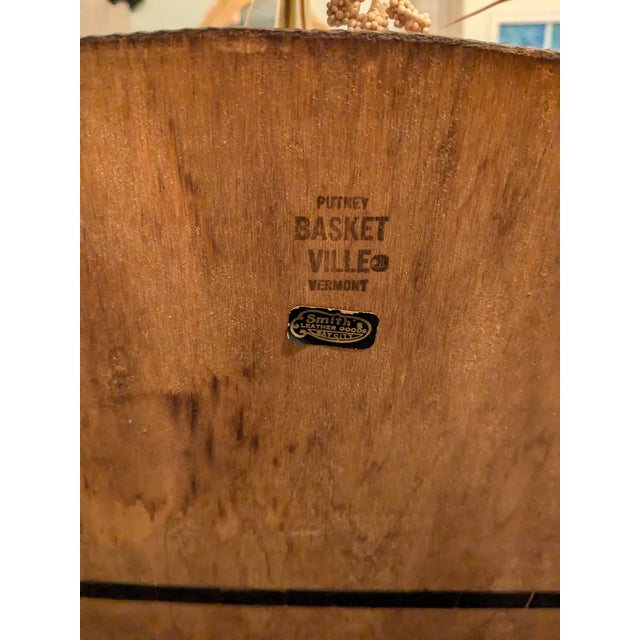 PUTNEY
BASKET
VILLE
VERMONT
Smith's
LEATHER GOODS
BAY CITY